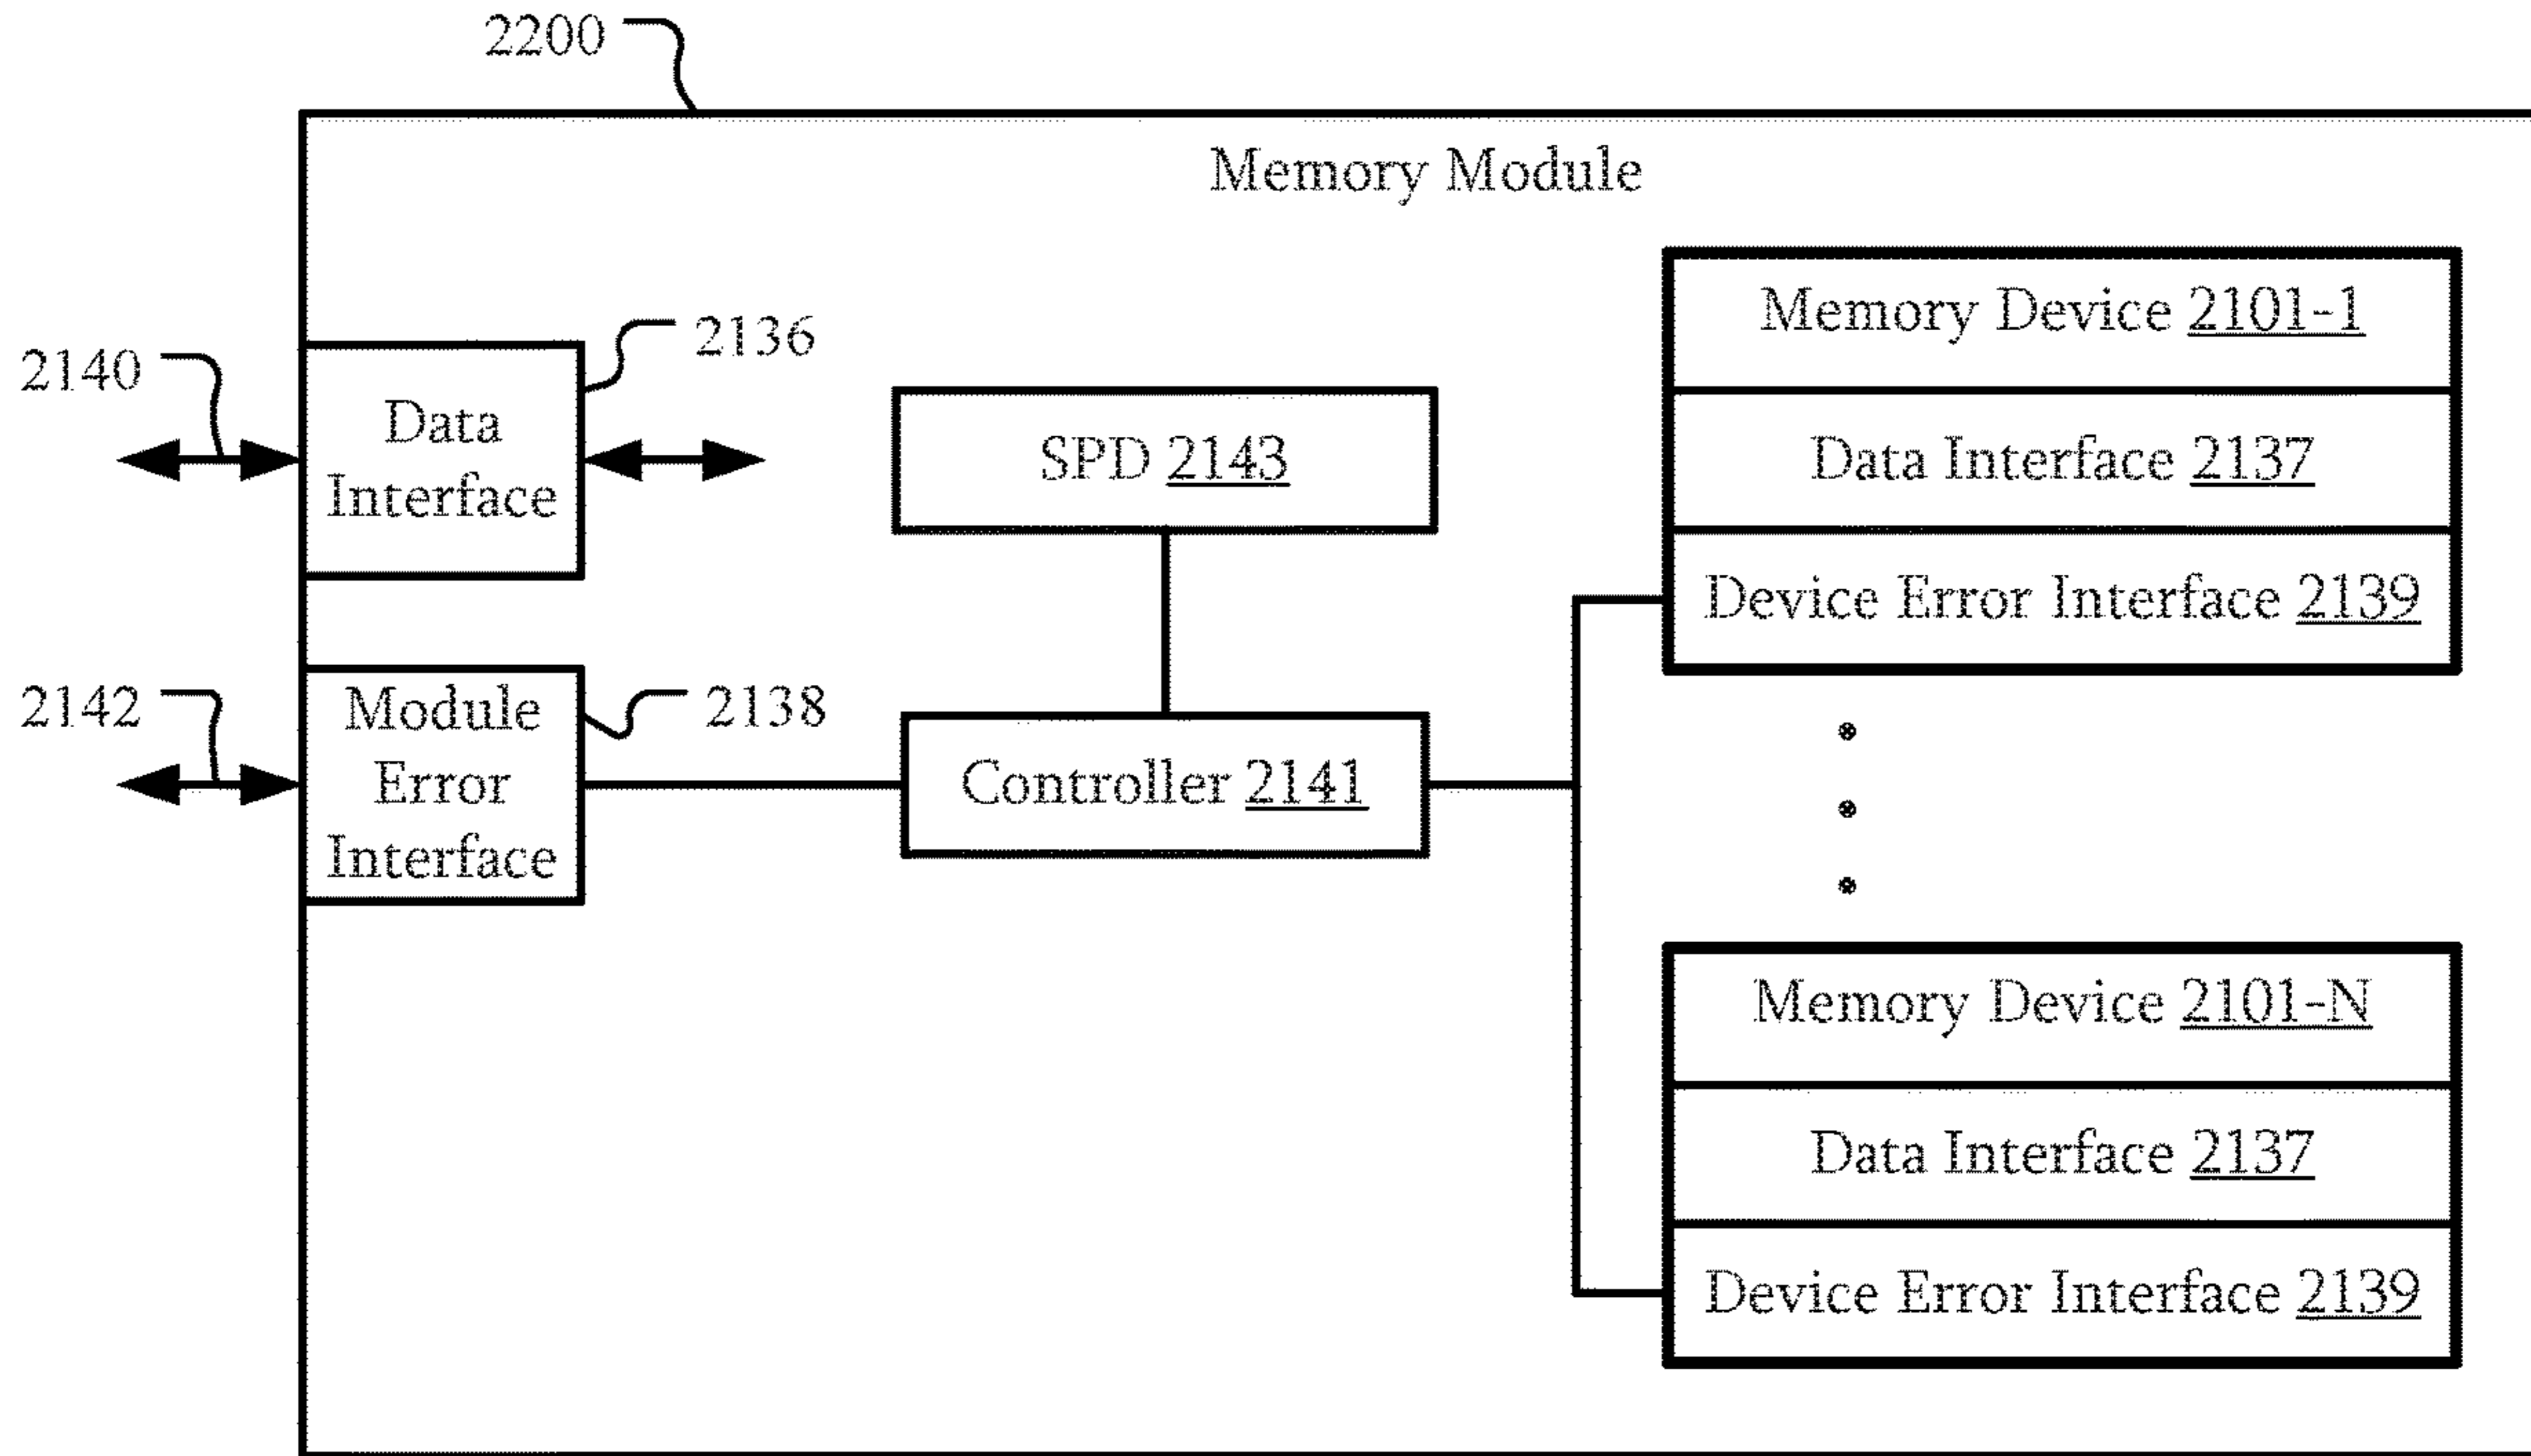 2200
Memory Module
2140
Data
Interface
2136
SPD 2143
Memory Device 2101-1
Data Interface 2137
Device Error Interface 2139
2142
Module
Error
Interface
2138
Controller 2141
Memory Device 2101-N
Data Interface 2137
Device Error Interface 2139